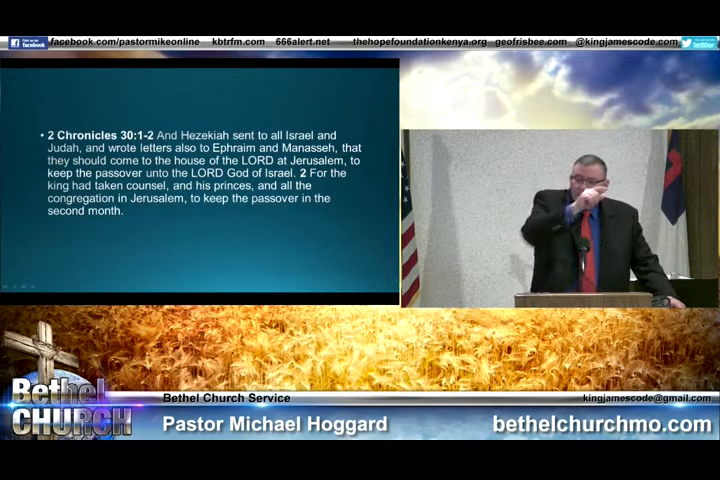 facebook.com/pastormikeonline kbtrfm.com 666alert.net thehopefoundationkenya.org geofrisbee.com @kingjamescode.com
• 2 Chronicles 30:1-2 And Hezekiah sent to all Israel and
Judah, and wrote letters also to Ephraim and Manasseh, that
they should come to the house of the LORD at Jerusalem, to
keep the passover unto the LORD God of Israel. 2 For the
king had taken counsel, and his princes, and all the
congregation in Jerusalem, to keep the passover in the
second month.
Bethel
CHURCH
Bethel Church Service kingjamescode@gmail.com
Pastor Michael Hoggard bethelchurchmo.com